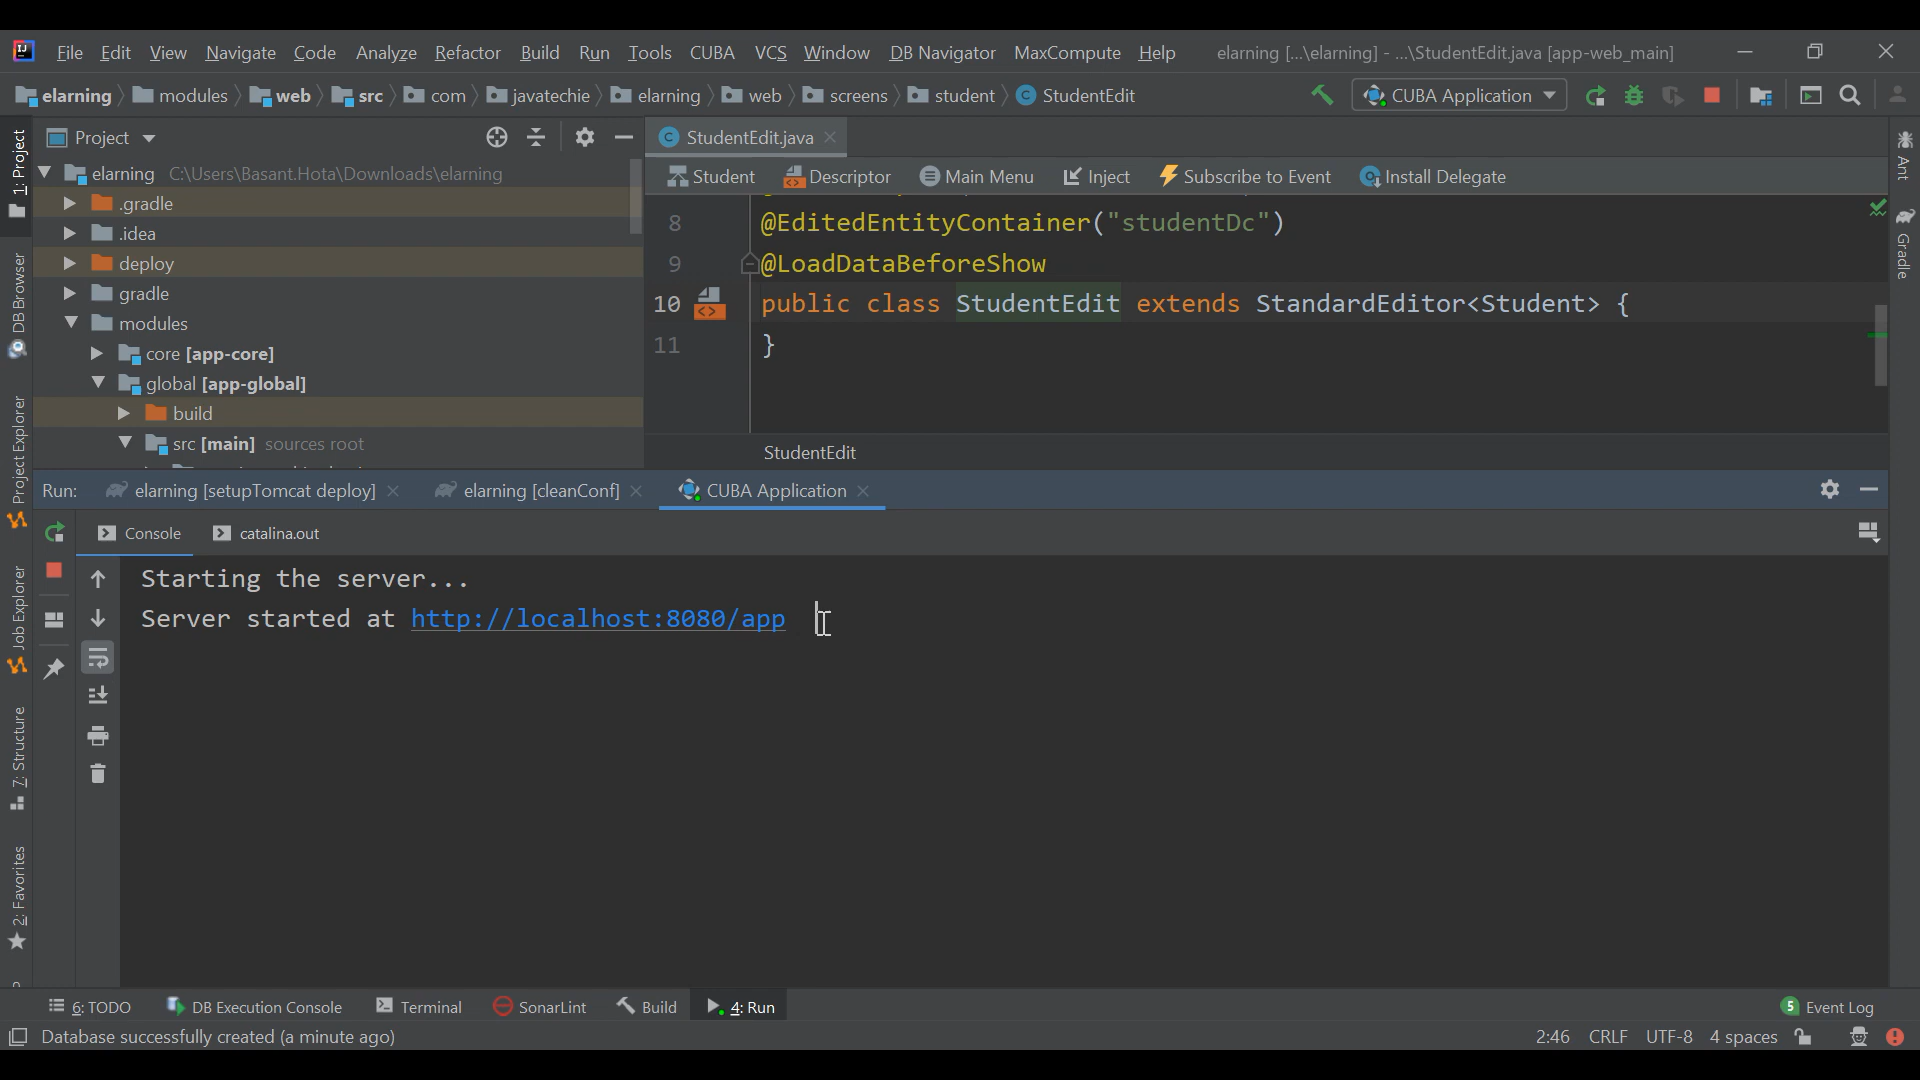 File Edit View Navigate Code Analyze Refactor Build Run Tools CUBA VCS Window DB Navigator MaxCompute Help elarning [...\elarning] - ...\StudentEdit.java [app-web_main]
elarning modules web src com javatechie elarning web screens student StudentEdit CUBA Application
Project
StudentEdit.java
elarning C:\Users\Basant.Hota\Downloads\elarning
Student Descriptor Main Menu Inject Subscribe to Event Install Delegate
.gradle
.idea
deploy
gradle
modules
core [app-core]
global [app-global]
build
src [main] sources root
8 @EditedEntityContainer("studentDc")
9 @LoadDataBeforeShow
10 public class StudentEdit extends StandardEditor<Student> {
11 }
StudentEdit
Run: elarning [setupTomcat deploy] elarning [cleanConf] CUBA Application
Console catalina.out
Starting the server...
Server started at http://localhost:8080/app
1: Project
DB Browser
Project Explorer
Job Explorer
7: Structure
2: Favorites
Ant
Gradle
6: TODO DB Execution Console Terminal SonarLint Build 4: Run 5 Event Log
Database successfully created (a minute ago) 2:46 CRLF UTF-8 4 spaces